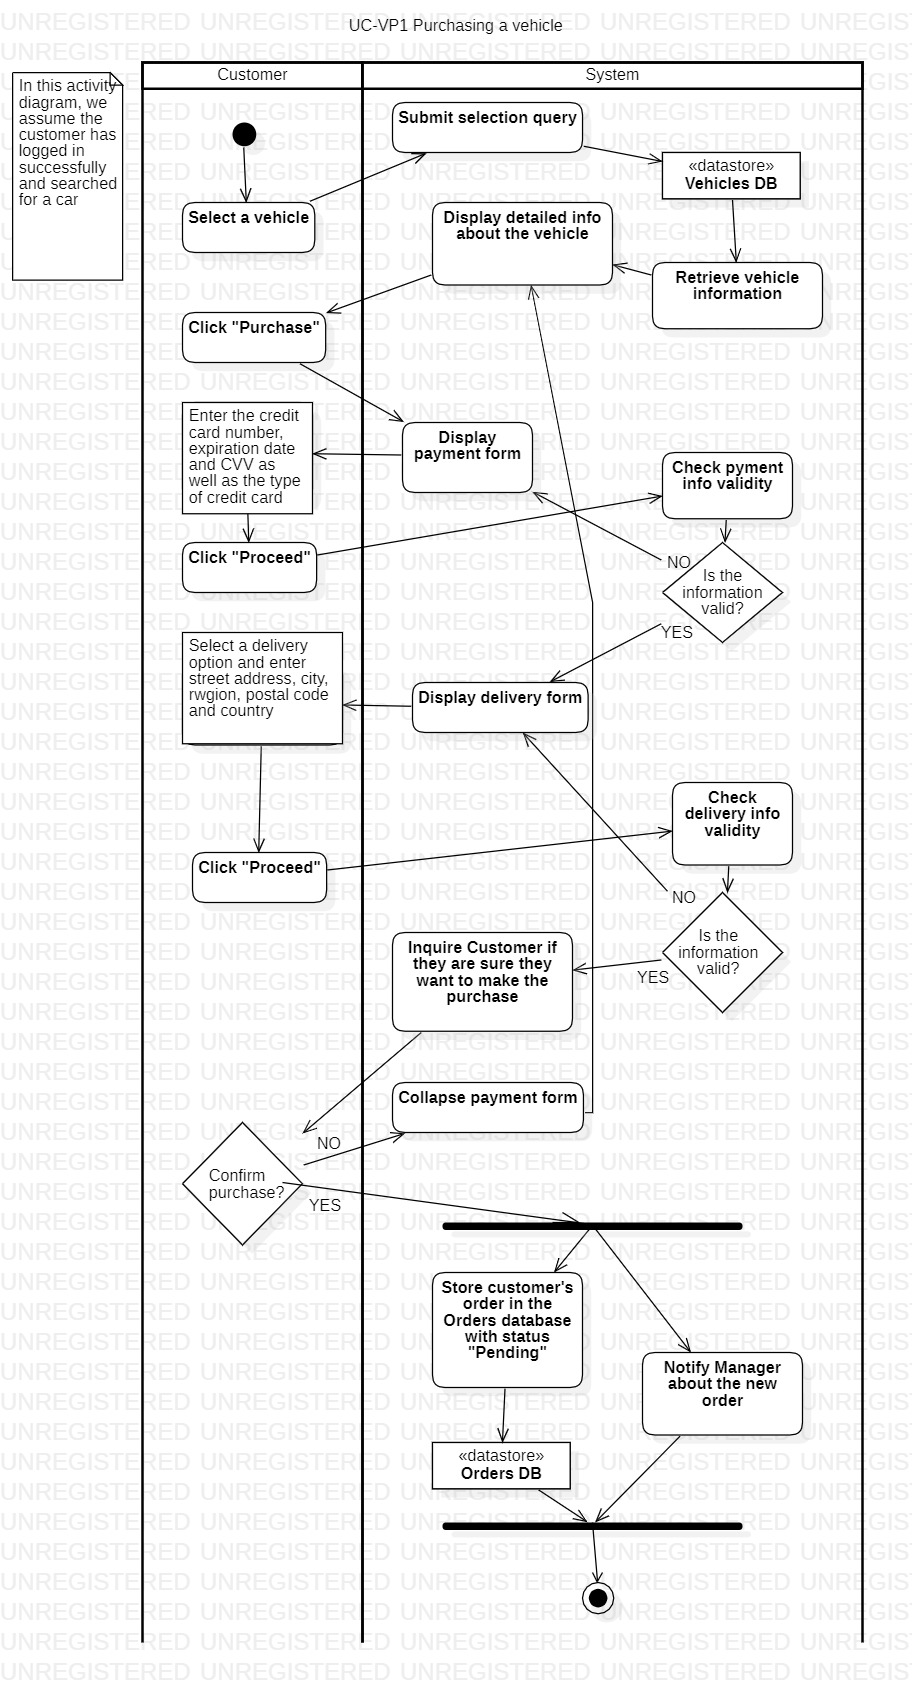 UC-VP1 Purchasing a vehicle
Customer
System
In this activity
diagram, we
assume the
customer has
logged in
successfully
and searched
for a car
Submit selection query
«datastore»
Vehicles DB
Select a vehicle
Display detailed info
about the vehicle
Retrieve vehicle
information
Click "Purchase"
Enter the credit
card number,
expiration date
and CVV as
well as the type
of credit card
Display
payment form
Check pyment
info validity
Click "Proceed"
NO
Is the
information
valid?
YES
Select a delivery
option and enter
street address, city,
rwgion, postal code
and country
Display delivery form
Check
delivery info
validity
Click "Proceed"
NO
Is the
information
valid?
YES
Inquire Customer if
they are sure they
want to make the
purchase
Collapse payment form
NO
Confirm
purchase?
YES
Store customer's
order in the
Orders database
with status
"Pending"
Notify Manager
about the new
order
«datastore»
Orders DB
UNREGISTERED